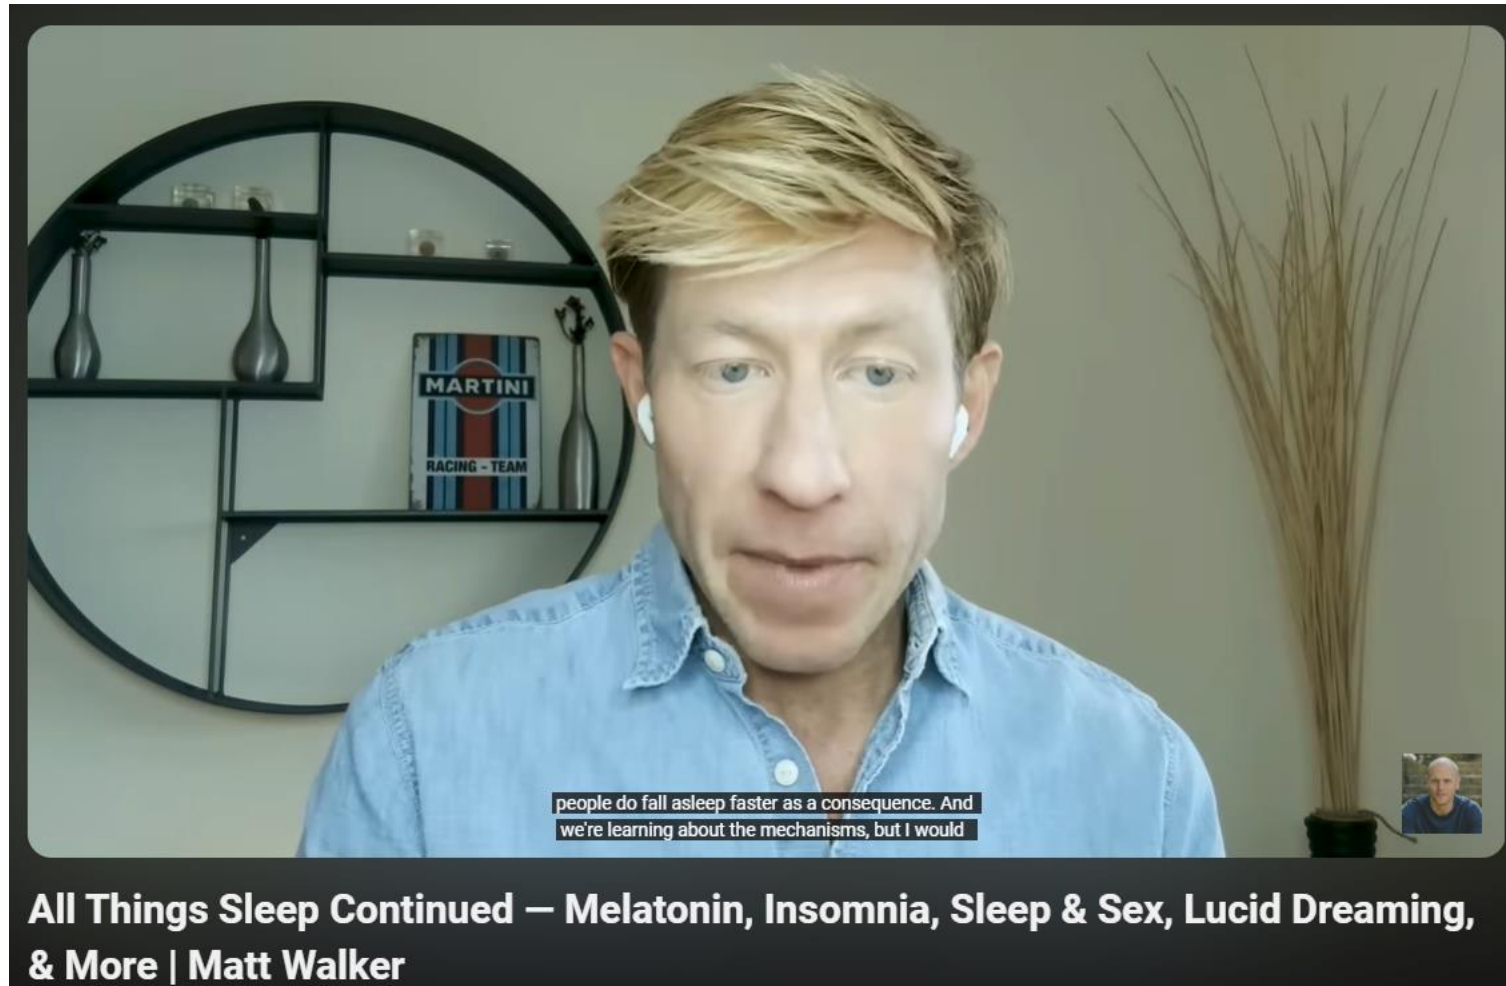 MARTINI
RACING - TEAM
people do fall asleep faster as a consequence. And
we're learning about the mechanisms, but I would
All Things Sleep Continued — Melatonin, Insomnia, Sleep & Sex, Lucid Dreaming,
& More | Matt Walker